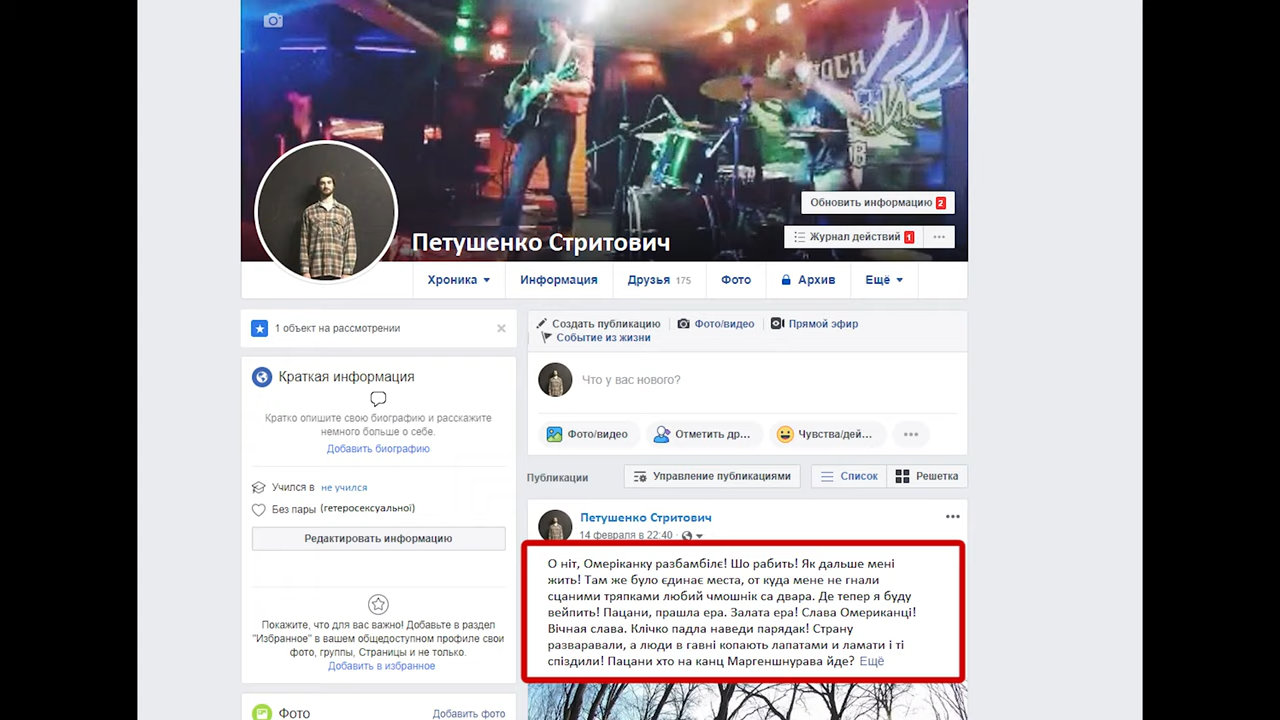 ROCK
Обновить информацию 2
Журнал действий 1
Петушенко Стритович
Хроника
Информация
Друзья 175
Фото
Архив
Ещё
1 объект на рассмотрении
Краткая информация
Кратко опишите свою биографию и расскажите
немного больше о себе.
Добавить биографию
Учился в не учился
Без пары (гетеросексуальної)
Редактировать информацию
Покажите, что для вас важно! Добавьте в раздел
"Избранное" в вашем общедоступном профиле свои
фото, группы, Страницы и не только.
Добавить в избранное
Фото Добавить фото
Создать публикацию
Фото/видео
Прямой эфир
Событие из жизни
Что у вас нового?
Фото/видео
Отметить др...
Чувства/дей...
Публикации
Управление публикациями
Список
Решетка
Петушенко Стритович
14 февраля в 22:40
О ніт, Омеріканку разбамбілє! Шо рабить! Як дальше мені
жить! Там же було єдинає места, от куда мене не гнали
сцаними тряпками любий чмошнік са двара. Де тепер я буду
вейпить! Пацани, прашла ера. Залата ера! Слава Омериканці!
Вічная слава. Клічко падла наведи парядак! Страну
разваравали, а люди в гавні копають лапатами и ламати і ті
спіздили! Пацани хто на канц Маргеншнурава йде? Ещё